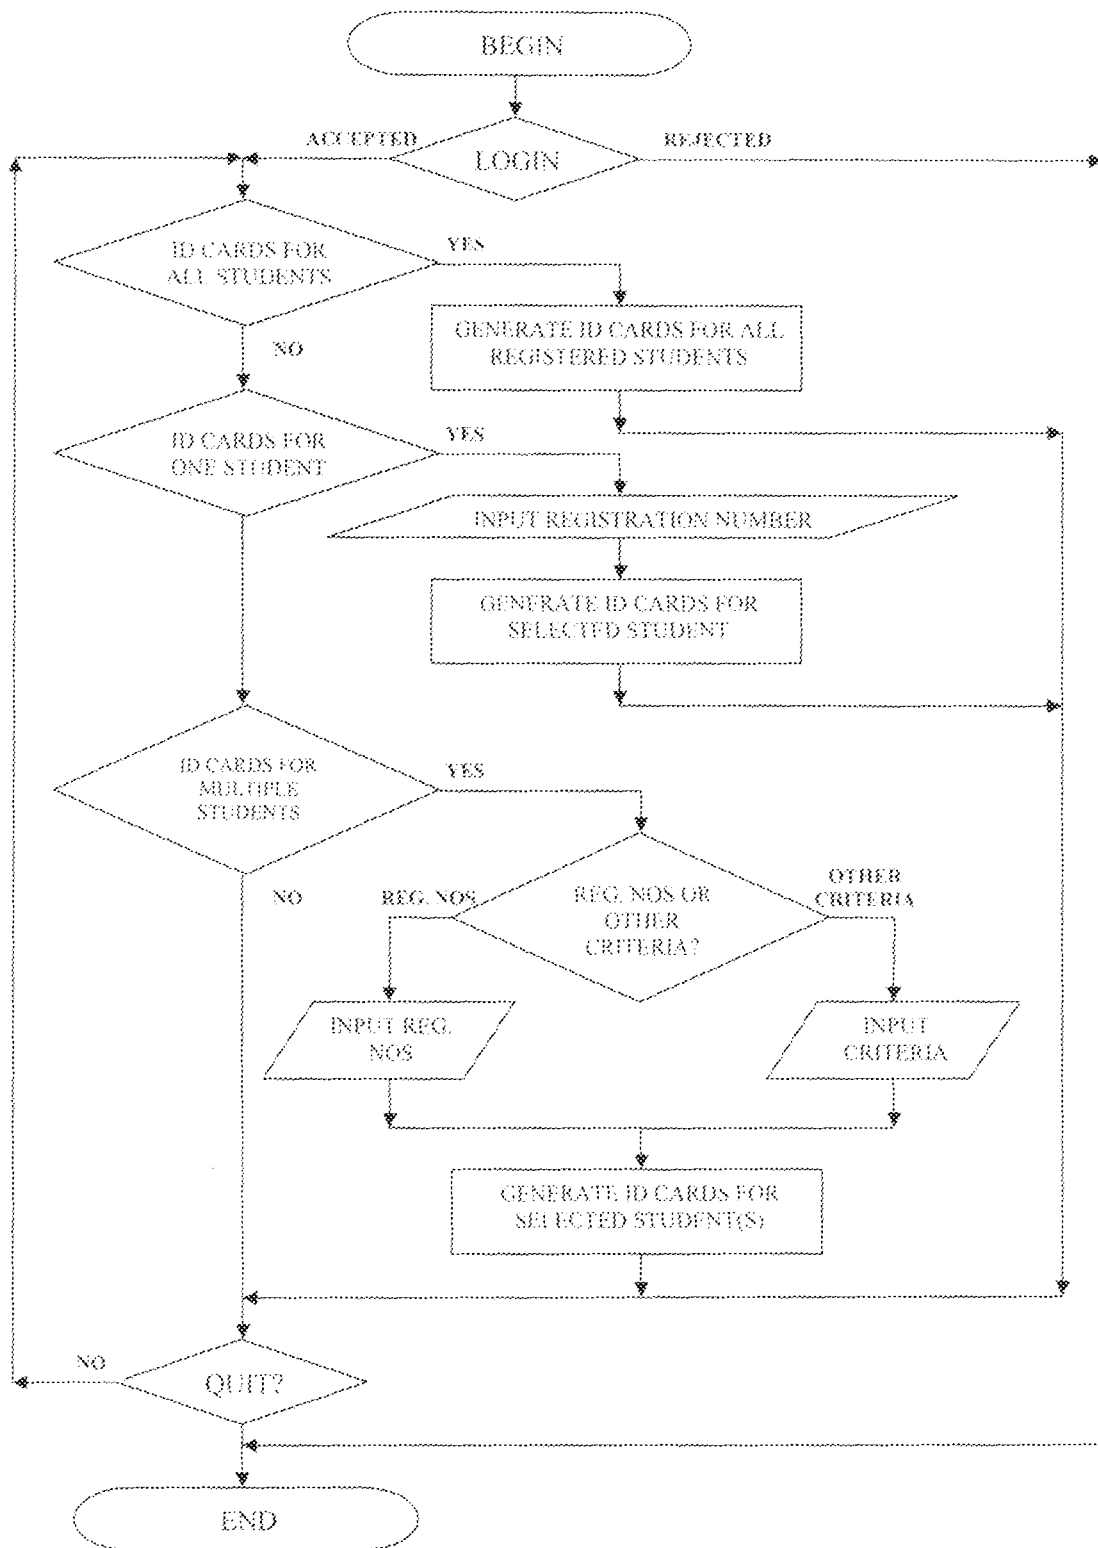 BEGIN
ACCEPTED
LOGIN
REJECTED
ID CARDS FOR
ALL STUDENTS
YES
GENERATE ID CARDS FOR ALL
REGISTERED STUDENTS
NO
ID CARDS FOR
ONE STUDENT
YES
INPUT REGISTRATION NUMBER
GENERATE ID CARDS FOR
SELECTED STUDENT
ID CARDS FOR
MULTIPLE
STUDENTS
YES
NO
REG. NOS
REG. NOS OR
OTHER
CRITERIA?
OTHER
CRITERIA
INPUT REG.
NOS
INPUT
CRITERIA
GENERATE ID CARDS FOR
SELECTED STUDENT(S)
NO
QUIT?
END